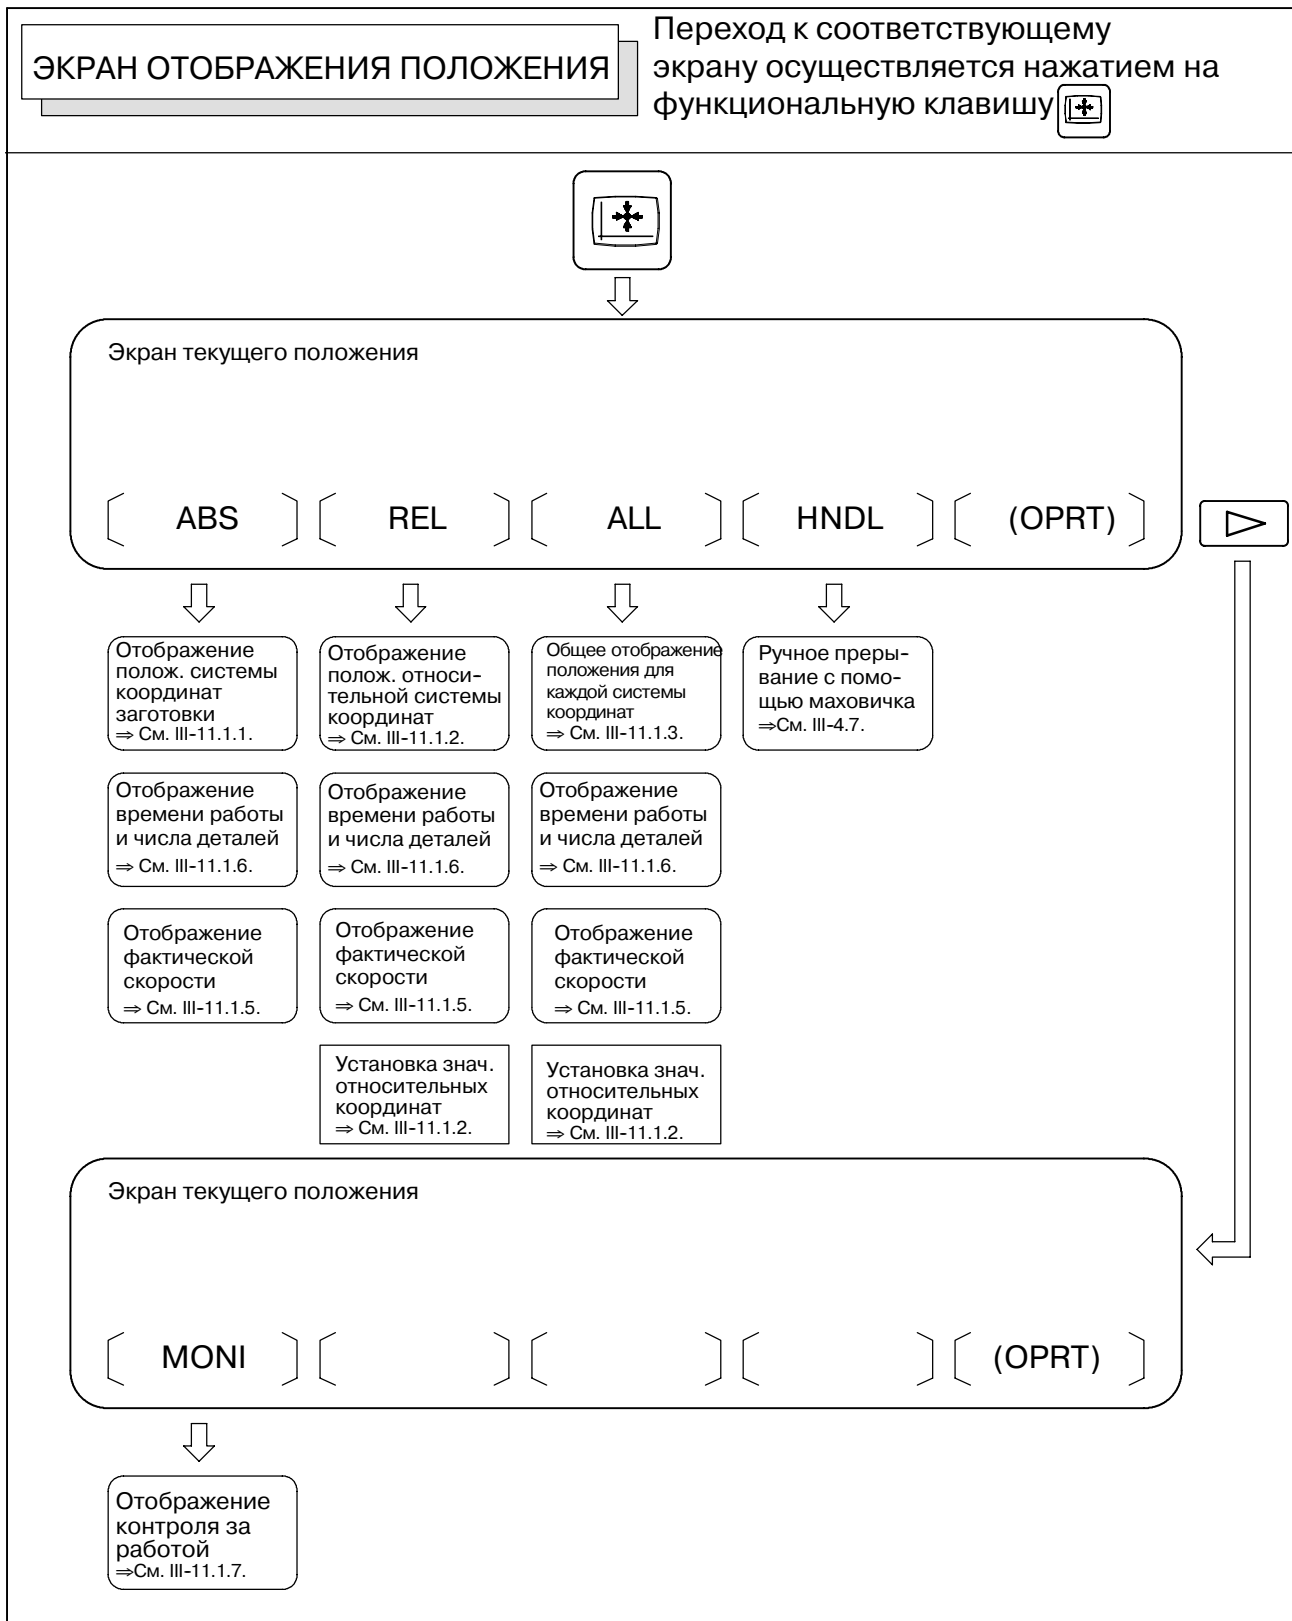 ЭКРАН ОТОБРАЖЕНИЯ ПОЛОЖЕНИЯ
Переход к соответствующему
экрану осуществляется нажатием на
функциональную клавишу
Экран текущего положения
ABS
REL
ALL
HNDL
(OPRT)
Отображение
полож. системы
координат
заготовки
⇒ См. III-11.1.1.
Отображение
полож. относи-
тельной системы
координат
⇒ См. III-11.1.2.
Общее отображение
положения для
каждой системы
координат
⇒ См. III-11.1.3.
Ручное преры-
вание с помо-
щью маховичка
⇒См. III-4.7.
Отображение
времени работы
и числа деталей
⇒ См. III-11.1.6.
Отображение
времени работы
и числа деталей
⇒ См. III-11.1.6.
Отображение
времени работы
и числа деталей
⇒ См. III-11.1.6.
Отображение
фактической
скорости
⇒ См. III-11.1.5.
Отображение
фактической
скорости
⇒ См. III-11.1.5.
Отображение
фактической
скорости
⇒ См. III-11.1.5.
Установка знач.
относительных
координат
⇒ См. III-11.1.2.
Установка знач.
относительных
координат
⇒ См. III-11.1.2.
Экран текущего положения
MONI
(OPRT)
Отображение
контроля за
работой
⇒См. III-11.1.7.